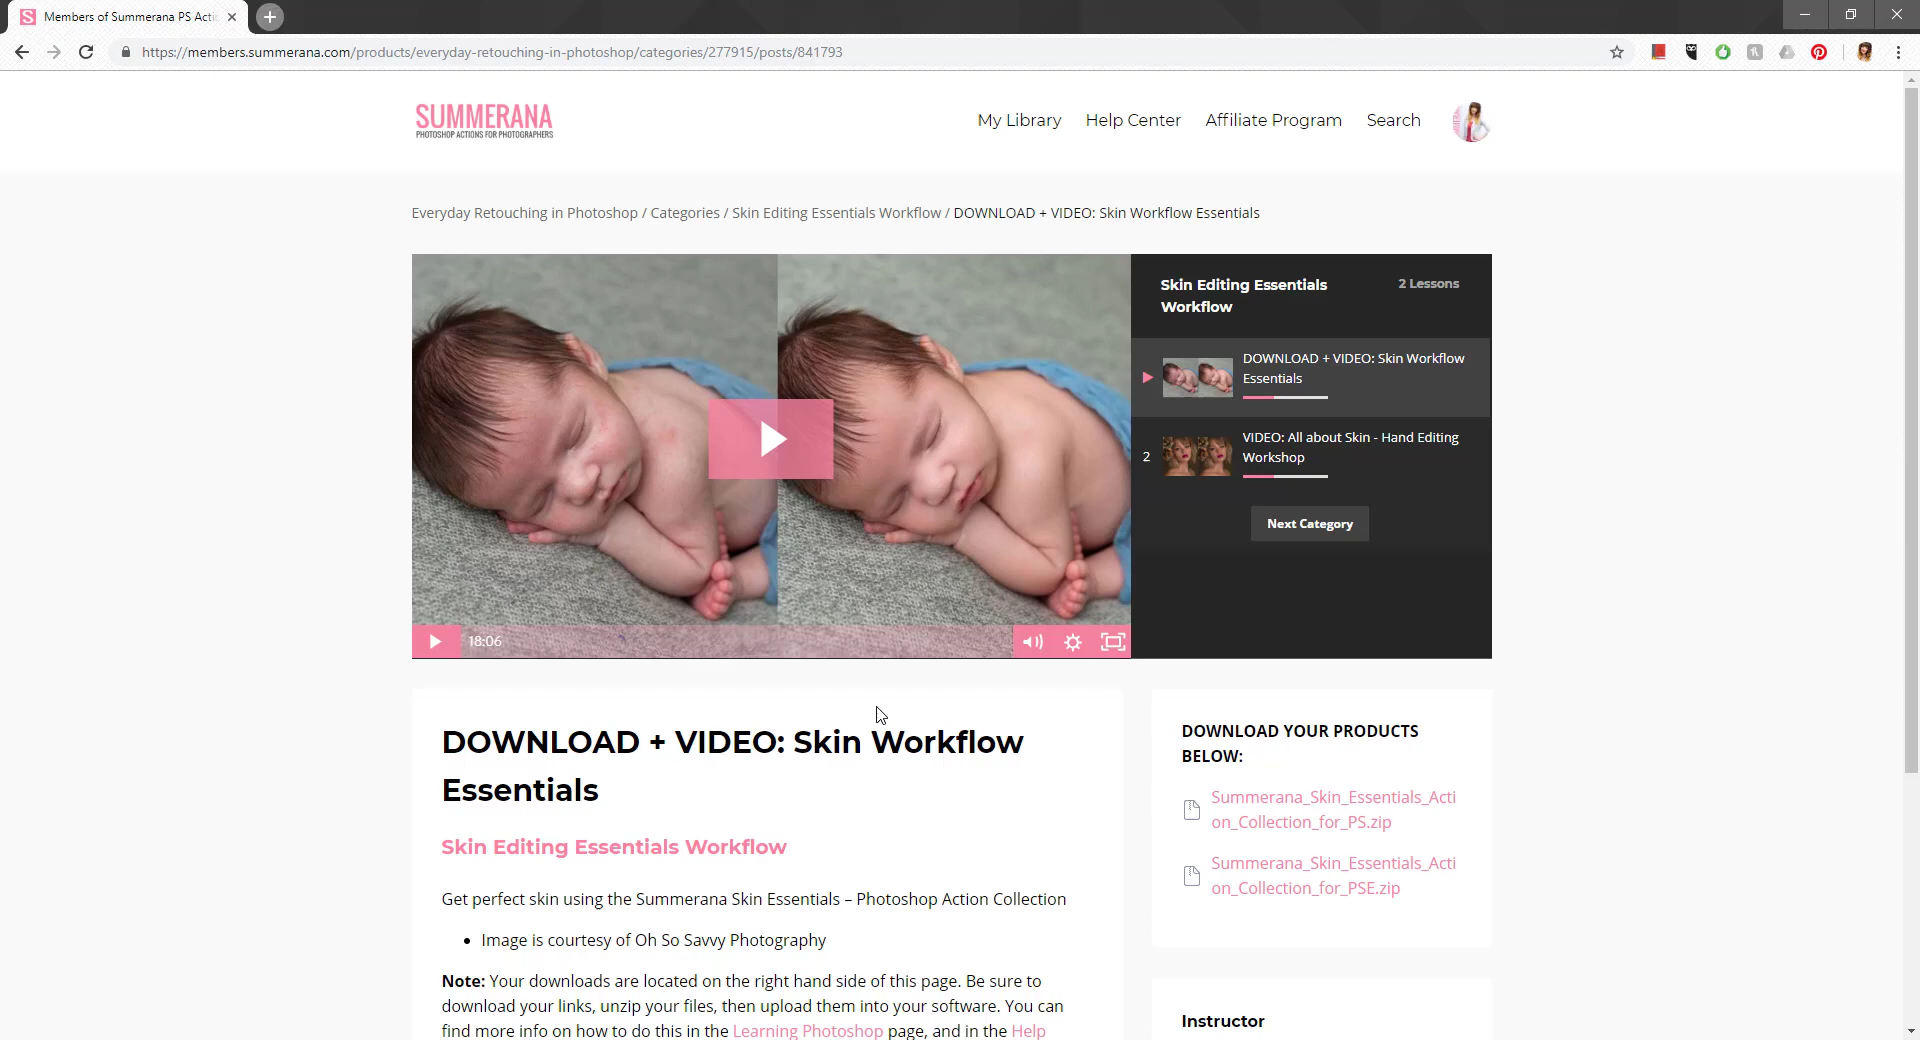 Members of Summerana PS Acti
https://members.summerana.com/products/everyday-retouching-in-photoshop/categories/277915/posts/841793
SUMMERANA
PHOTOSHOP ACTIONS FOR PHOTOGRAPHERS
My Library
Help Center
Affiliate Program
Search
Everyday Retouching in Photoshop / Categories / Skin Editing Essentials Workflow / DOWNLOAD + VIDEO: Skin Workflow Essentials
18:06
Skin Editing Essentials
Workflow
2 Lessons
DOWNLOAD + VIDEO: Skin Workflow
Essentials
2
VIDEO: All about Skin - Hand Editing
Workshop
Next Category
DOWNLOAD + VIDEO: Skin Workflow
Essentials
Skin Editing Essentials Workflow
Get perfect skin using the Summerana Skin Essentials – Photoshop Action Collection
• Image is courtesy of Oh So Savvy Photography
Note: Your downloads are located on the right hand side of this page. Be sure to
download your links, unzip your files, then upload them into your software. You can
find more info on how to do this in the Learning Photoshop page, and in the Help
DOWNLOAD YOUR PRODUCTS
BELOW:
Summerana_Skin_Essentials_Acti
on_Collection_for_PS.zip
Summerana_Skin_Essentials_Acti
on_Collection_for_PSE.zip
Instructor